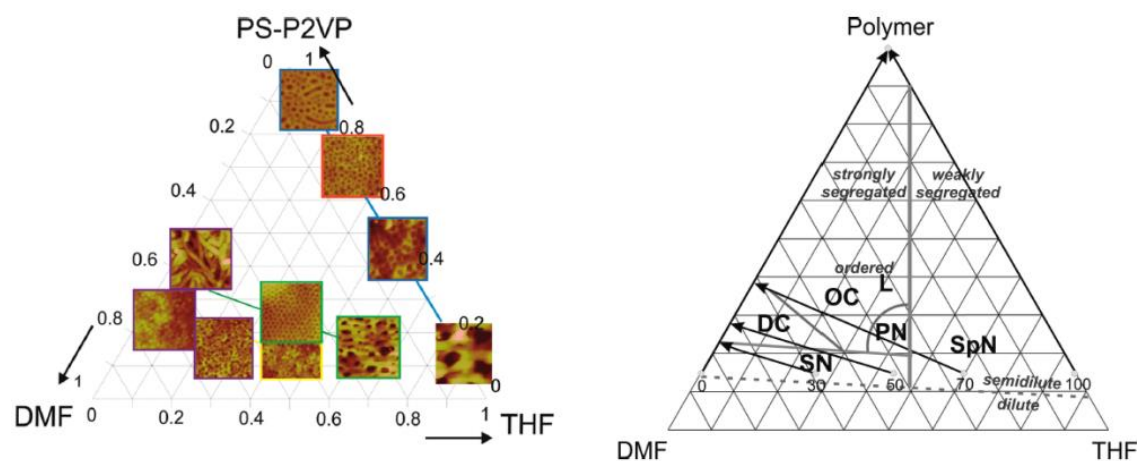 PS-P2VP
0
1
0.2
0.8
0.4
0.6
0.6
0.4
0.8
0.2
1
0
DMF
0
0.2
0.4
0.6
0.8
1
THF
Polymer
strongly
segregated
weakly
segregated
ordered
L
OC
DC
PN
SpN
SN
0
30
50
70
100
semidilute
dilute
DMF
THF